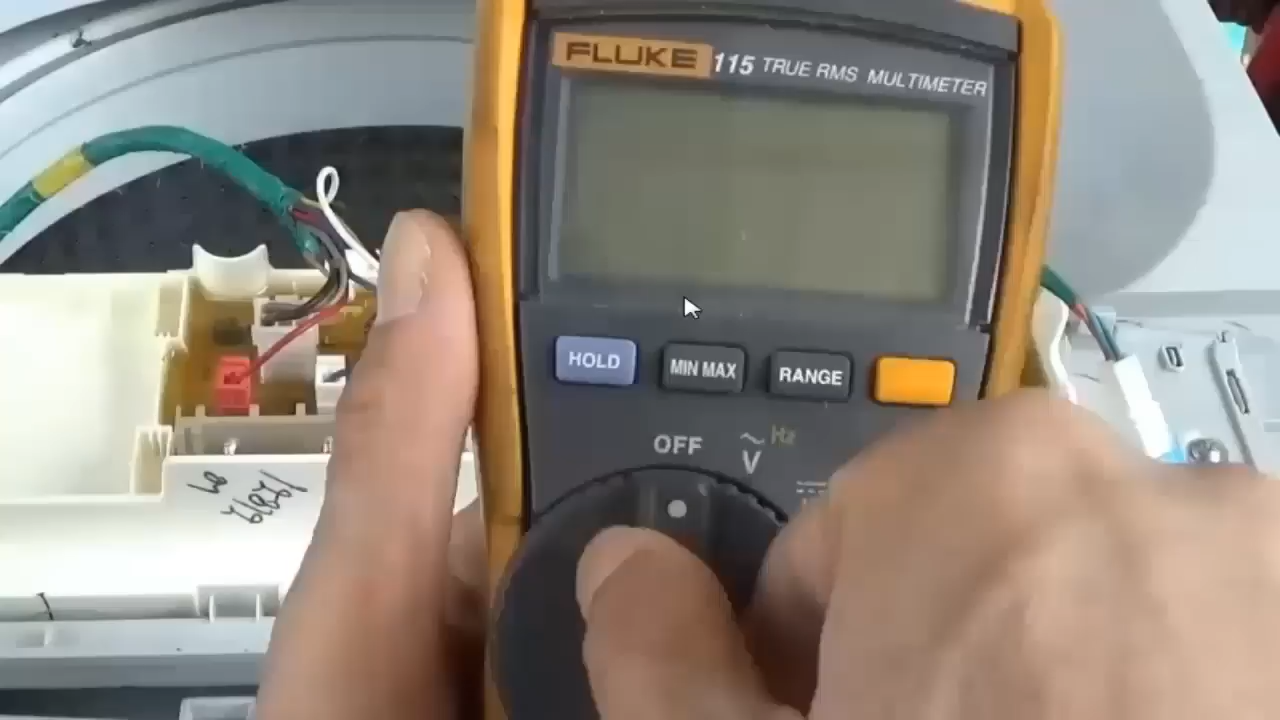 FLUKE 115 TRUE RMS MULTIMETER
HOLD MIN MAX RANGE
OFF
Hz
V